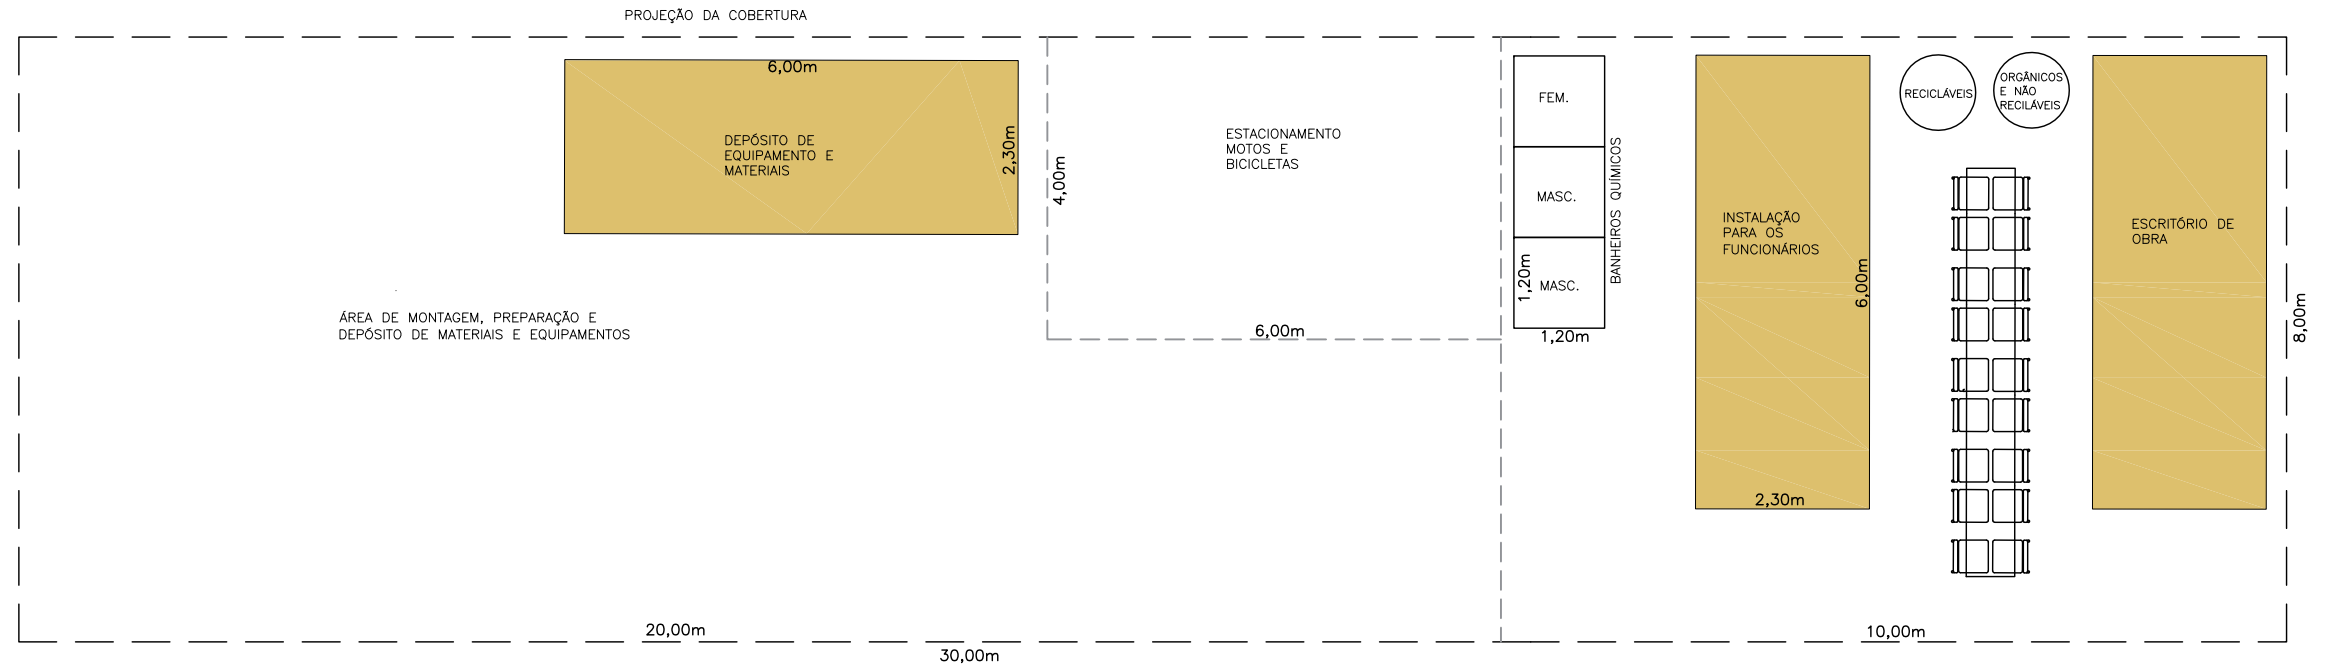 PROJEÇÃO DA COBERTURA
6,00m
DEPÓSITO DE
EQUIPAMENTO E
MATERIAIS
2,30m
4,00m
ESTACIONAMENTO
MOTOS E
BICICLETAS
6,00m
FEM.
MASC.
MASC.
1,20m
1,20m
BANHEIROS QUÍMICOS
INSTALAÇÃO
PARA OS
FUNCIONÁRIOS
6,00m
2,30m
RECICLÁVEIS
ORGÂNICOS
E NÃO
RECILÁVEIS
ESCRITÓRIO DE
OBRA
8,00m
ÁREA DE MONTAGEM, PREPARAÇÃO E
DEPÓSITO DE MATERIAIS E EQUIPAMENTOS
20,00m
10,00m
30,00m